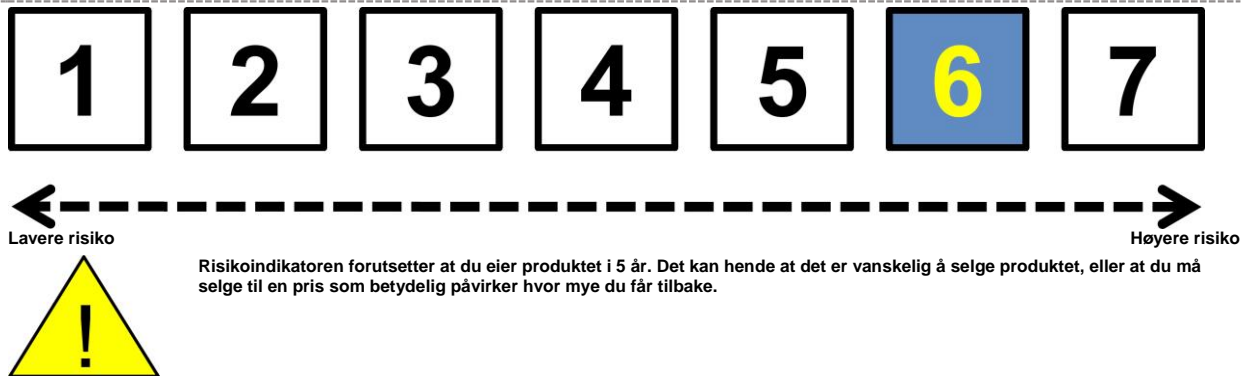 1 2 3 4 5 6 7
Lavere risiko Høyere risiko
Risikoindikatoren forutsetter at du eier produktet i 5 år. Det kan hende at det er vanskelig å selge produktet, eller at du må
selge til en pris som betydelig påvirker hvor mye du får tilbake.
!